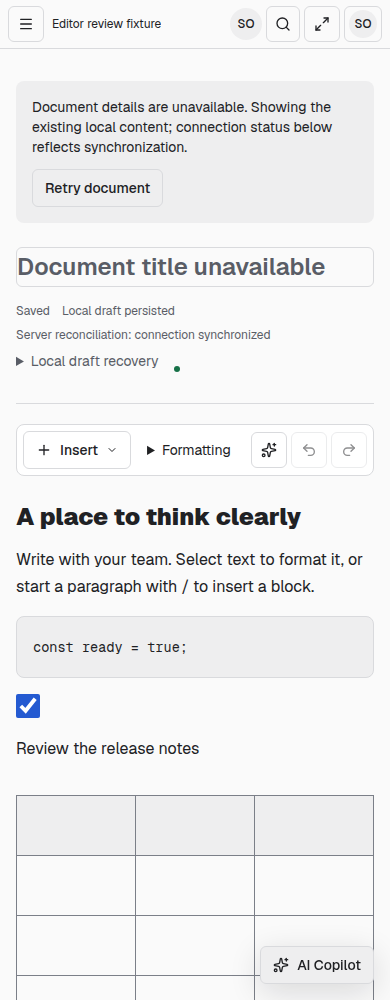 Editor review fixture
SO
SO
Document details are unavailable. Showing the
existing local content; connection status below
reflects synchronization.
Retry document
Document title unavailable
Saved Local draft persisted
Server reconciliation: connection synchronized
Local draft recovery
Insert
Formatting
A place to think clearly
Write with your team. Select text to format it, or
start a paragraph with / to insert a block.
const ready = true;
Review the release notes
AI Copilot